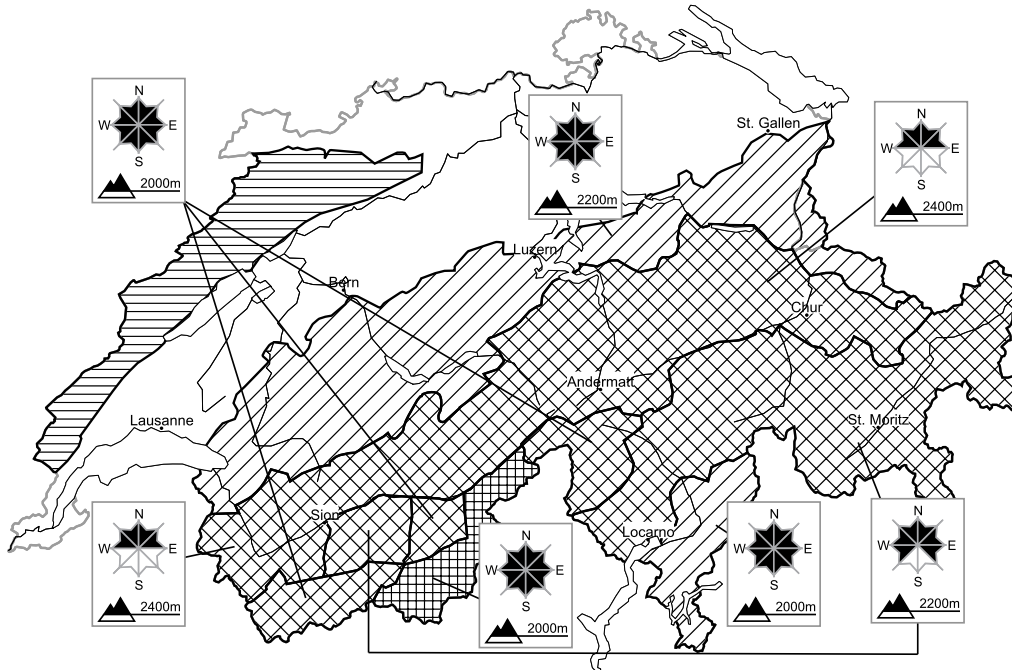 N
W E
S
2000m
N
W E
S
2200m
St. Gallen
N
W E
S
2400m
Luzern
Bern
Chur
Andermatt
Lausanne
St. Moritz
Sion
Locarno
N
W E
S
2400m
N
W E
S
2000m
N
W E
S
2000m
N
W E
S
2200m